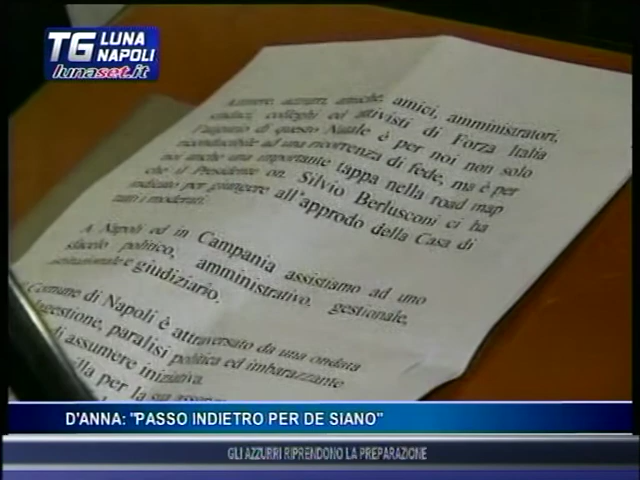 TG LUNA
NAPOLI
lunaset.it
Azzurre, azzurri, amiche, amici, amministratori,
sindaci, colleghi ed attivisti di Forza Italia
l'augurio di questo Natale è per noi non solo
riconducibile ad una ricorrenza di fede, ma è per
noi anche una importante tappa nella road map
che il Presidente on. Silvio Berlusconi ci ha
indicato per giungere all'approdo della Casa di
tutti i moderati.
A Napoli ed in Campania assistiamo ad uno
sfacelo politico, amministrativo, gestionale,
istituzionale e giudiziario.
Comune di Napoli è attraversato da una ondata
paralisi politica ed imbarazzante
di assumere iniziativa
per la sua
D'ANNA: "PASSO INDIETRO PER DE SIANO"
GLI AZZURRI RIPRENDONO LA PREPARAZIONE